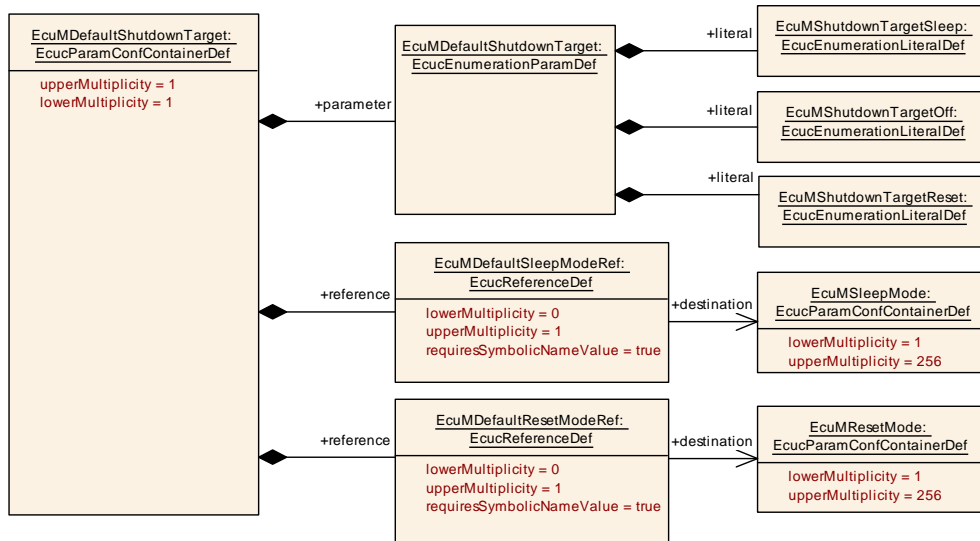 EcuMDefaultShutdownTarget:
EcucParamConfContainerDef
upperMultiplicity = 1
lowerMultiplicity = 1
+parameter
EcuMDefaultShutdownTarget:
EcucEnumerationParamDef
+literal
EcuMShutdownTargetSleep:
EcucEnumerationLiteralDef
+literal
EcuMShutdownTargetOff:
EcucEnumerationLiteralDef
+literal
EcuMShutdownTargetReset:
EcucEnumerationLiteralDef
+reference
EcuMDefaultSleepModeRef:
EcucReferenceDef
lowerMultiplicity = 0
upperMultiplicity = 1
requiresSymbolicNameValue = true
+destination
EcuMSleepMode:
EcucParamConfContainerDef
lowerMultiplicity = 1
upperMultiplicity = 256
+reference
EcuMDefaultResetModeRef:
EcucReferenceDef
lowerMultiplicity = 0
upperMultiplicity = 1
requiresSymbolicNameValue = true
+destination
EcuMResetMode:
EcucParamConfContainerDef
lowerMultiplicity = 1
upperMultiplicity = 256